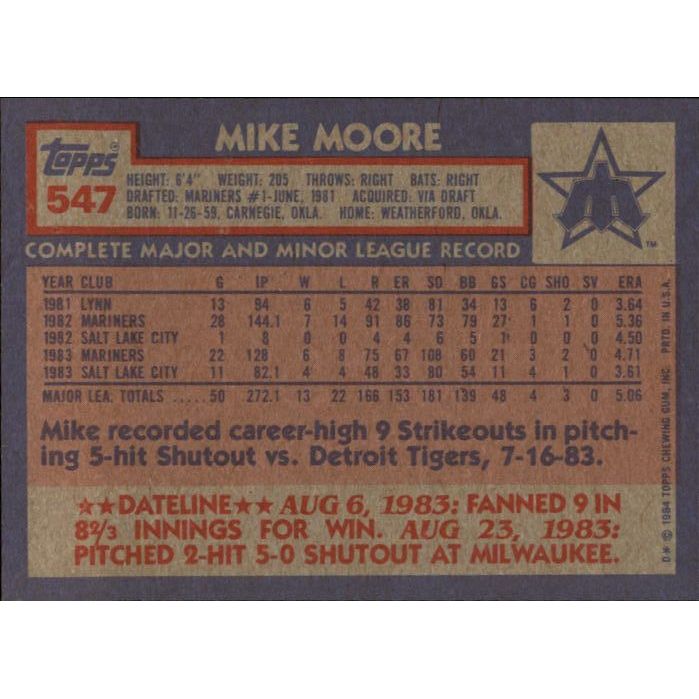 MIKE MOORE
Topps®
547
HEIGHT: 6'4" WEIGHT: 205 THROWS: RIGHT BATS: RIGHT
DRAFTED: MARINERS #1-JUNE, 1981 ACQUIRED: VIA DRAFT
BORN: 11-26-59, CARNEGIE, OKLA. HOME: WEATHERFORD, OKLA.
M
TM
COMPLETE MAJOR AND MINOR LEAGUE RECORD
YEAR CLUB G IP W L R ER SO BB GS CG SHO SV ERA
1981 LYNN 13 94 6 5 42 38 81 34 13 6 2 0 3.64
1982 MARINERS 28 144.1 7 14 91 86 73 79 27 1 1 0 5.36
1982 SALT LAKE CITY 1 8 0 0 4 4 6 5 1 0 0 0 4.50
1983 MARINERS 22 128 6 8 75 67 108 60 21 3 2 0 4.71
1983 SALT LAKE CITY 11 82.1 4 4 48 33 80 54 11 4 1 0 3.61
MAJOR LEA. TOTALS ..... 50 272.1 13 22 166 153 181 139 48 4 3 0 5.06
Mike recorded career-high 9 Strikeouts in pitch-
ing 5-hit Shutout vs. Detroit Tigers, 7-16-83.
★★DATELINE★★ AUG 6, 1983: FANNED 9 IN
8⅔ INNINGS FOR WIN. AUG 23, 1983:
PITCHED 2-HIT 5-0 SHUTOUT AT MILWAUKEE.
D* © 1984 TOPPS CHEWING GUM, INC. PRTD. IN U.S.A.